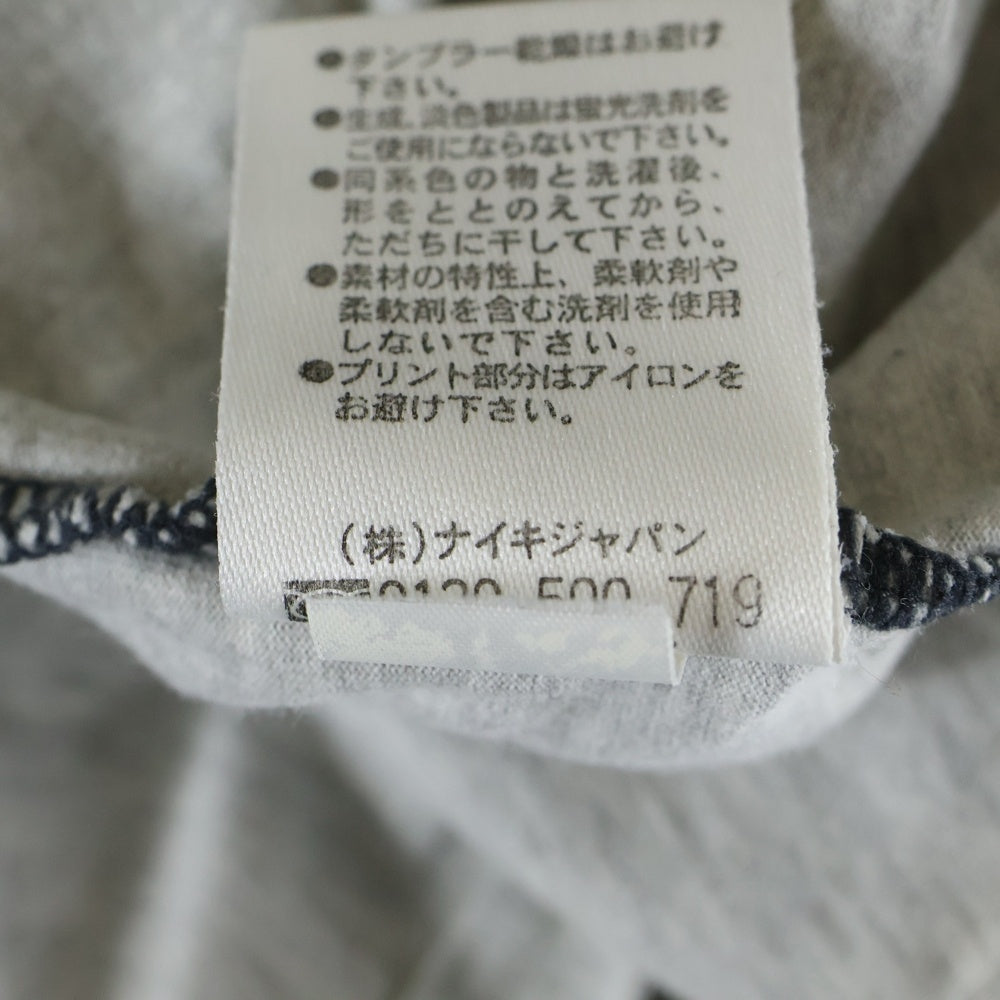 ●タンブラー乾燥はお避け
下さい。
●生成、淡色製品は蛍光洗剤を
ご使用にならないで下さい。
●同系色の物と洗濯後、
形をととのえてから、
ただちに干して下さい。
●素材の特性上、柔軟剤や
柔軟剤を含む洗剤を使用
しないで下さい。
●プリント部分はアイロンを
お避け下さい。
(株)ナイキジャパン
0120 500 719